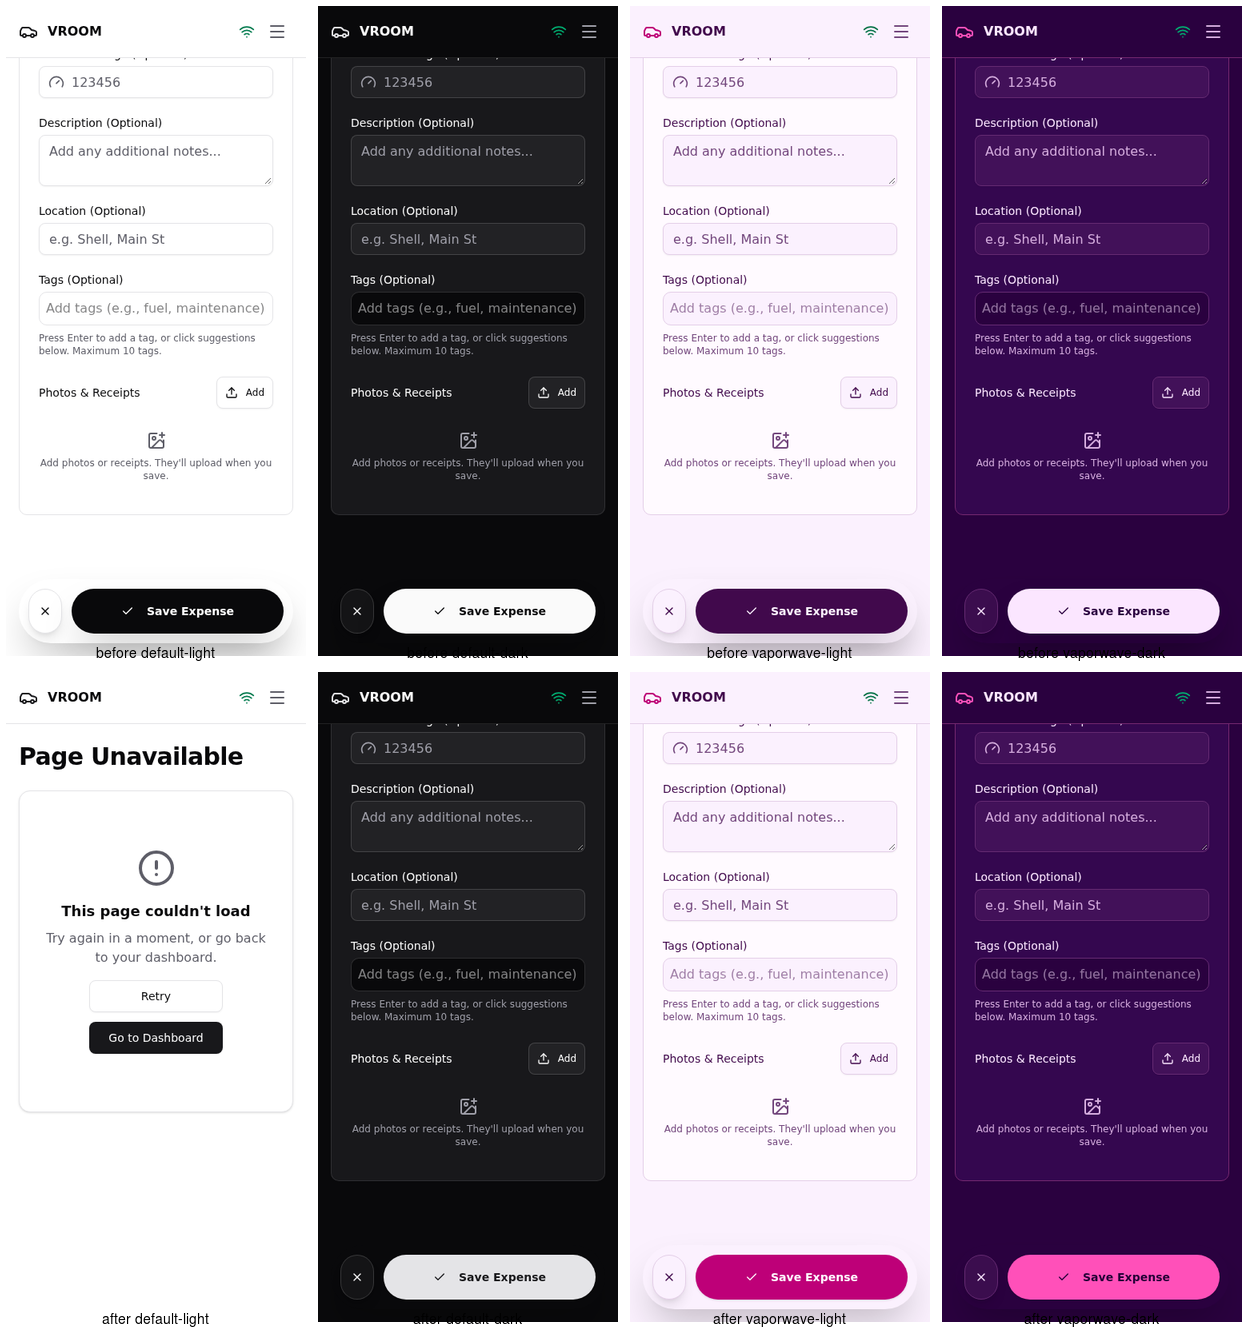 VROOM
123456
Description (Optional)
Add any additional notes...
Location (Optional)
e.g. Shell, Main St
Tags (Optional)
Add tags (e.g., fuel, maintenance)
Press Enter to add a tag, or click suggestions
below. Maximum 10 tags.
Photos & Receipts
Add
Add photos or receipts. They'll upload when you
save.
Save Expense
before default-light
VROOM
123456
Description (Optional)
Add any additional notes...
Location (Optional)
e.g. Shell, Main St
Tags (Optional)
Add tags (e.g., fuel, maintenance)
Press Enter to add a tag, or click suggestions
below. Maximum 10 tags.
Photos & Receipts
Add
Add photos or receipts. They'll upload when you
save.
Save Expense
before default-dark
VROOM
123456
Description (Optional)
Add any additional notes...
Location (Optional)
e.g. Shell, Main St
Tags (Optional)
Add tags (e.g., fuel, maintenance)
Press Enter to add a tag, or click suggestions
below. Maximum 10 tags.
Photos & Receipts
Add
Add photos or receipts. They'll upload when you
save.
Save Expense
before vaporwave-light
VROOM
123456
Description (Optional)
Add any additional notes...
Location (Optional)
e.g. Shell, Main St
Tags (Optional)
Add tags (e.g., fuel, maintenance)
Press Enter to add a tag, or click suggestions
below. Maximum 10 tags.
Photos & Receipts
Add
Add photos or receipts. They'll upload when you
save.
Save Expense
before vaporwave-dark
VROOM
Page Unavailable
This page couldn't load
Try again in a moment, or go back
to your dashboard.
Retry
Go to Dashboard
after default-light
VROOM
123456
Description (Optional)
Add any additional notes...
Location (Optional)
e.g. Shell, Main St
Tags (Optional)
Add tags (e.g., fuel, maintenance)
Press Enter to add a tag, or click suggestions
below. Maximum 10 tags.
Photos & Receipts
Add
Add photos or receipts. They'll upload when you
save.
Save Expense
after default-dark
VROOM
123456
Description (Optional)
Add any additional notes...
Location (Optional)
e.g. Shell, Main St
Tags (Optional)
Add tags (e.g., fuel, maintenance)
Press Enter to add a tag, or click suggestions
below. Maximum 10 tags.
Photos & Receipts
Add
Add photos or receipts. They'll upload when you
save.
Save Expense
after vaporwave-light
VROOM
123456
Description (Optional)
Add any additional notes...
Location (Optional)
e.g. Shell, Main St
Tags (Optional)
Add tags (e.g., fuel, maintenance)
Press Enter to add a tag, or click suggestions
below. Maximum 10 tags.
Photos & Receipts
Add
Add photos or receipts. They'll upload when you
save.
Save Expense
after vaporwave-dark